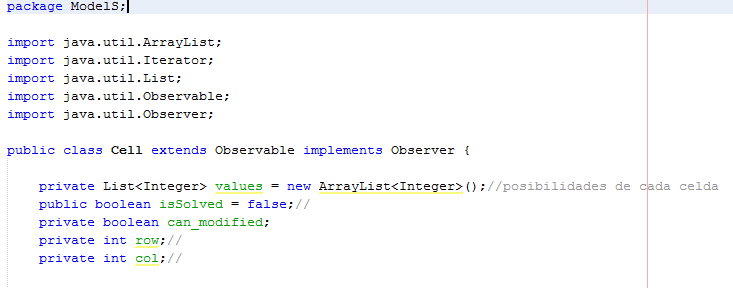 package ModelS;
import java.util.ArrayList;
import java.util.Iterator;
import java.util.List;
import java.util.Observable;
import java.util.Observer;
public class Cell extends Observable implements Observer {
private List<Integer> values = new ArrayList<Integer>();//posibilidades de cada celda
public boolean isSolved = false;//
private boolean can_modified;
private int row;//
private int col;//